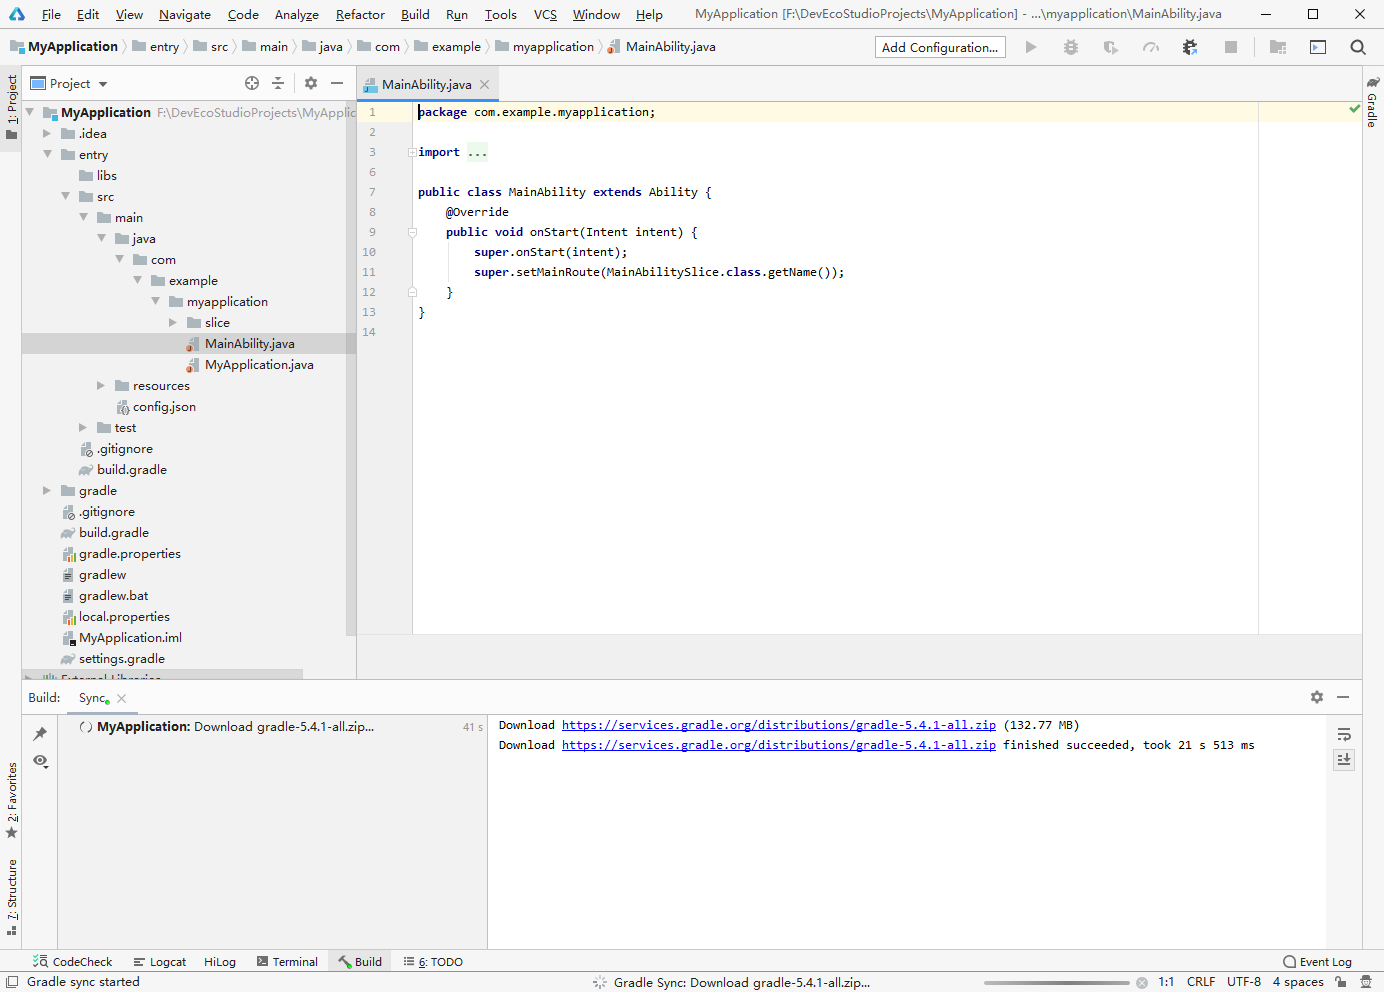 File Edit View Navigate Code Analyze Refactor Build Run Tools VCS Window Help MyApplication [F:\DevEcoStudioProjects\MyApplication] - ...\myapplication\MainAbility.java
MyApplication entry src main java com example myapplication MainAbility.java Add Configuration...
1: Project
Project
MyApplication F:\DevEcoStudioProjects\MyApplic
.idea
entry
libs
src
main
java
com
example
myapplication
slice
MainAbility.java
MyApplication.java
resources
config.json
test
.gitignore
build.gradle
gradle
.gitignore
build.gradle
gradle.properties
gradlew
gradlew.bat
local.properties
MyApplication.iml
settings.gradle
External Libraries
MainAbility.java
1 package com.example.myapplication;
2
3 import ...
6
7 public class MainAbility extends Ability {
8 @Override
9 public void onStart(Intent intent) {
10 super.onStart(intent);
11 super.setMainRoute(MainAbilitySlice.class.getName());
12 }
13 }
14
Gradle
Build: Sync
MyApplication: Download gradle-5.4.1-all.zip... 41 s
Download https://services.gradle.org/distributions/gradle-5.4.1-all.zip (132.77 MB)
Download https://services.gradle.org/distributions/gradle-5.4.1-all.zip finished succeeded, took 21 s 513 ms
2: Favorites
7: Structure
CodeCheck Logcat HiLog Terminal Build 6: TODO Event Log
Gradle sync started Gradle Sync: Download gradle-5.4.1-all.zip... 1:1 CRLF UTF-8 4 spaces